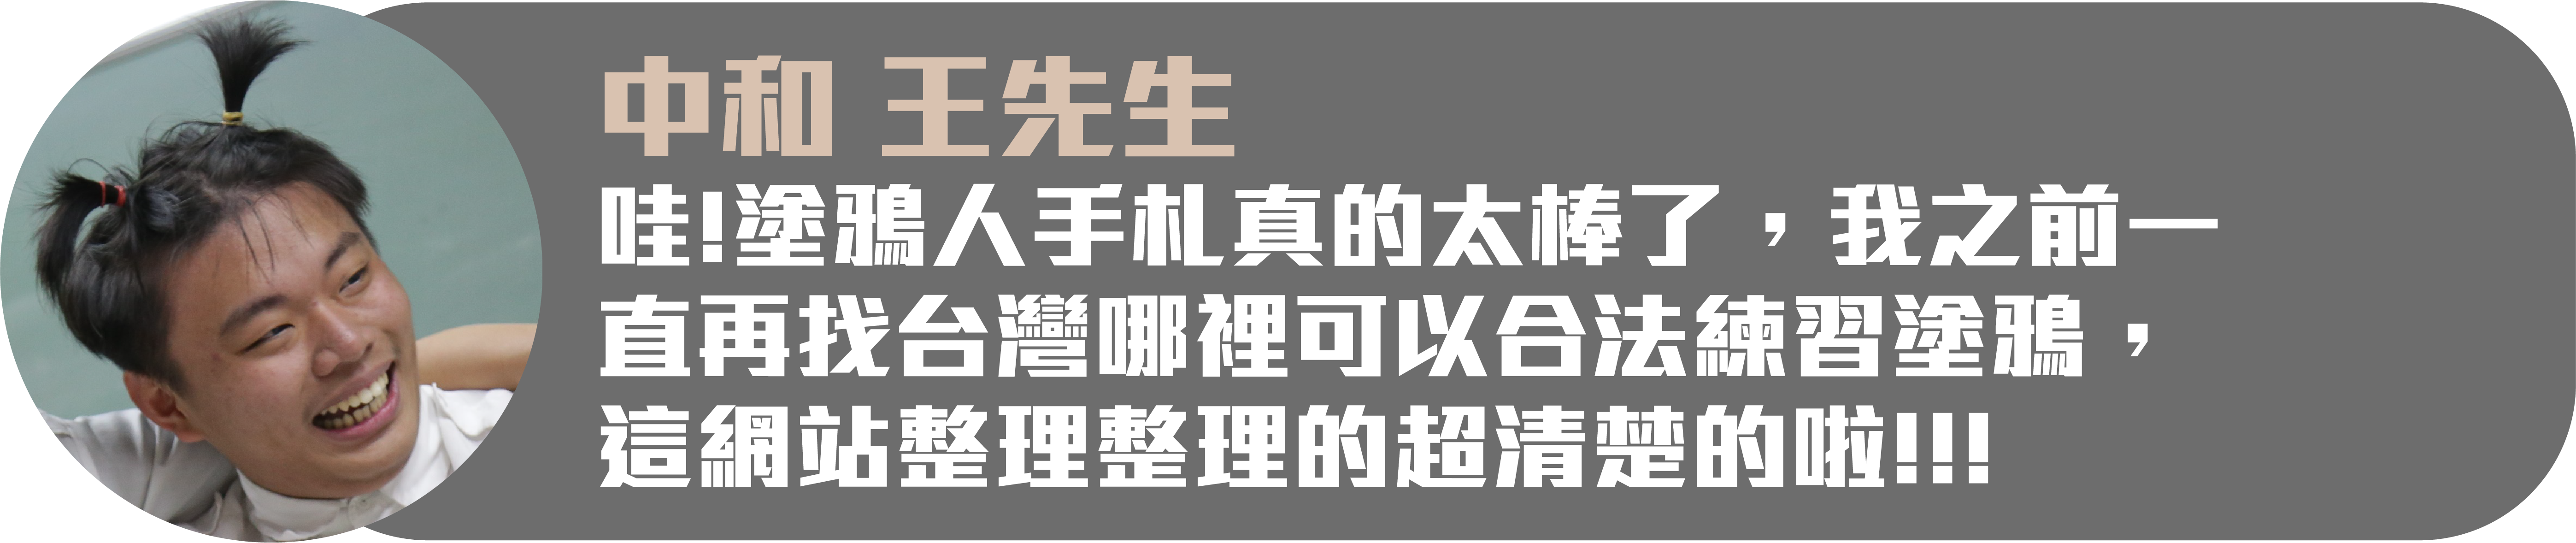 中和 王先生
哇!塗鴉人手札真的太棒了，我之前一
直再找台灣哪裡可以合法練習塗鴉，
這網站整理整理的超清楚的啦!!!